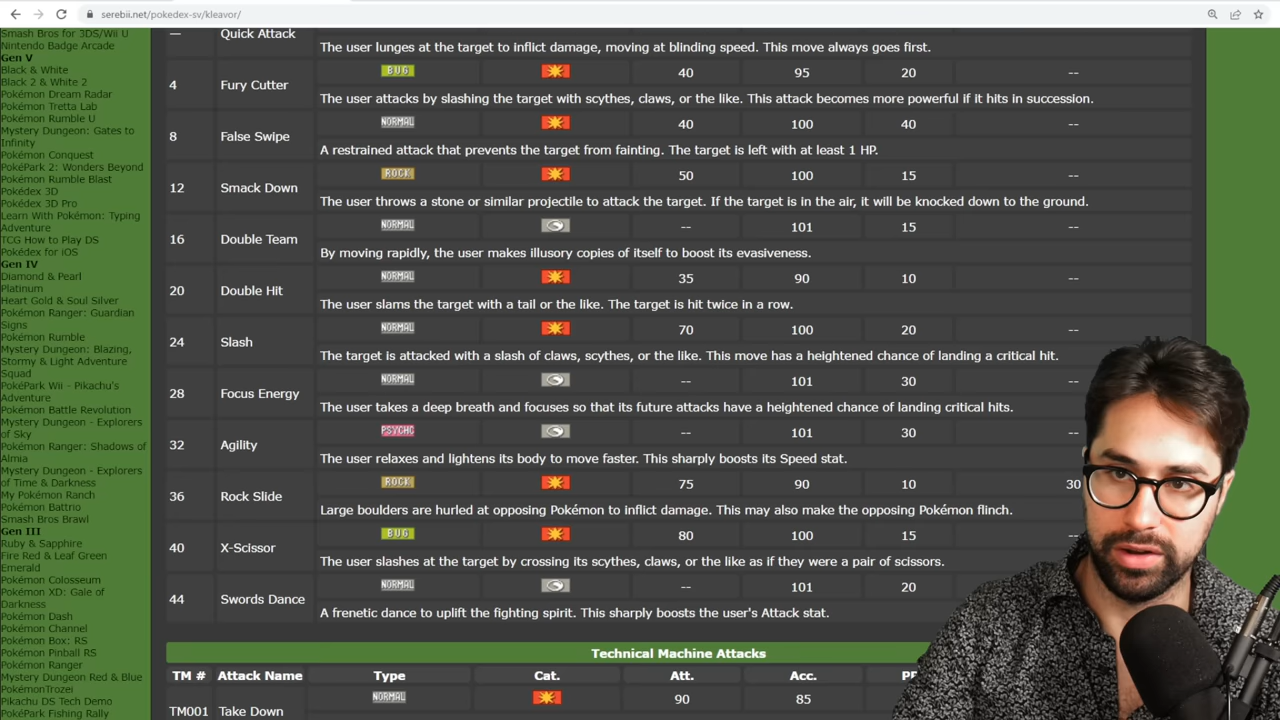 serebii.net/pokedex-sv/kleavor/
Smash Bros for 3DS/Wii U
Nintendo Badge Arcade
Gen V
Black & White
Black 2 & White 2
Pokémon Dream Radar
Pokémon Tretta Lab
Pokémon Rumble U
Mystery Dungeon: Gates to
Infinity
Pokémon Conquest
PokéPark 2: Wonders Beyond
Pokémon Rumble Blast
Pokédex 3D
Pokédex 3D Pro
Learn With Pokémon: Typing
Adventure
TCG How to Play DS
Pokédex for iOS
Gen IV
Diamond & Pearl
Platinum
Heart Gold & Soul Silver
Pokémon Ranger: Guardian
Signs
Pokémon Rumble
Mystery Dungeon: Blazing,
Stormy & Light Adventure
Squad
PokéPark Wii - Pikachu's
Adventure
Pokémon Battle Revolution
Mystery Dungeon - Explorers
of Sky
Pokémon Ranger: Shadows of
Almia
Mystery Dungeon - Explorers
of Time & Darkness
My Pokémon Ranch
Pokémon Battrio
Smash Bros Brawl
Gen III
Ruby & Sapphire
Fire Red & Leaf Green
Emerald
Pokémon Colosseum
Pokémon XD: Gale of
Darkness
Pokémon Dash
Pokémon Channel
Pokémon Box: RS
Pokémon Pinball RS
Pokémon Ranger
Mystery Dungeon Red & Blue
PokémonTrozei
Pikachu DS Tech Demo
PokéPark Fishing Rally
— Quick Attack
The user lunges at the target to inflict damage, moving at blinding speed. This move always goes first.
4 Fury Cutter BUG 40 95 20 --
The user attacks by slashing the target with scythes, claws, or the like. This attack becomes more powerful if it hits in succession.
8 False Swipe NORMAL 40 100 40 --
A restrained attack that prevents the target from fainting. The target is left with at least 1 HP.
12 Smack Down ROCK 50 100 15 --
The user throws a stone or similar projectile to attack the target. If the target is in the air, it will be knocked down to the ground.
16 Double Team NORMAL -- 101 15 --
By moving rapidly, the user makes illusory copies of itself to boost its evasiveness.
20 Double Hit NORMAL 35 90 10 --
The user slams the target with a tail or the like. The target is hit twice in a row.
24 Slash NORMAL 70 100 20 --
The target is attacked with a slash of claws, scythes, or the like. This move has a heightened chance of landing a critical hit.
28 Focus Energy NORMAL -- 101 30 --
The user takes a deep breath and focuses so that its future attacks have a heightened chance of landing critical hits.
32 Agility PSYCHC -- 101 30 --
The user relaxes and lightens its body to move faster. This sharply boosts its Speed stat.
36 Rock Slide ROCK 75 90 10 30
Large boulders are hurled at opposing Pokémon to inflict damage. This may also make the opposing Pokémon flinch.
40 X-Scissor BUG 80 100 15 --
The user slashes at the target by crossing its scythes, claws, or the like as if they were a pair of scissors.
44 Swords Dance NORMAL -- 101 20
A frenetic dance to uplift the fighting spirit. This sharply boosts the user's Attack stat.
Technical Machine Attacks
TM # Attack Name Type Cat. Att. Acc.
TM001 Take Down NORMAL 90 85